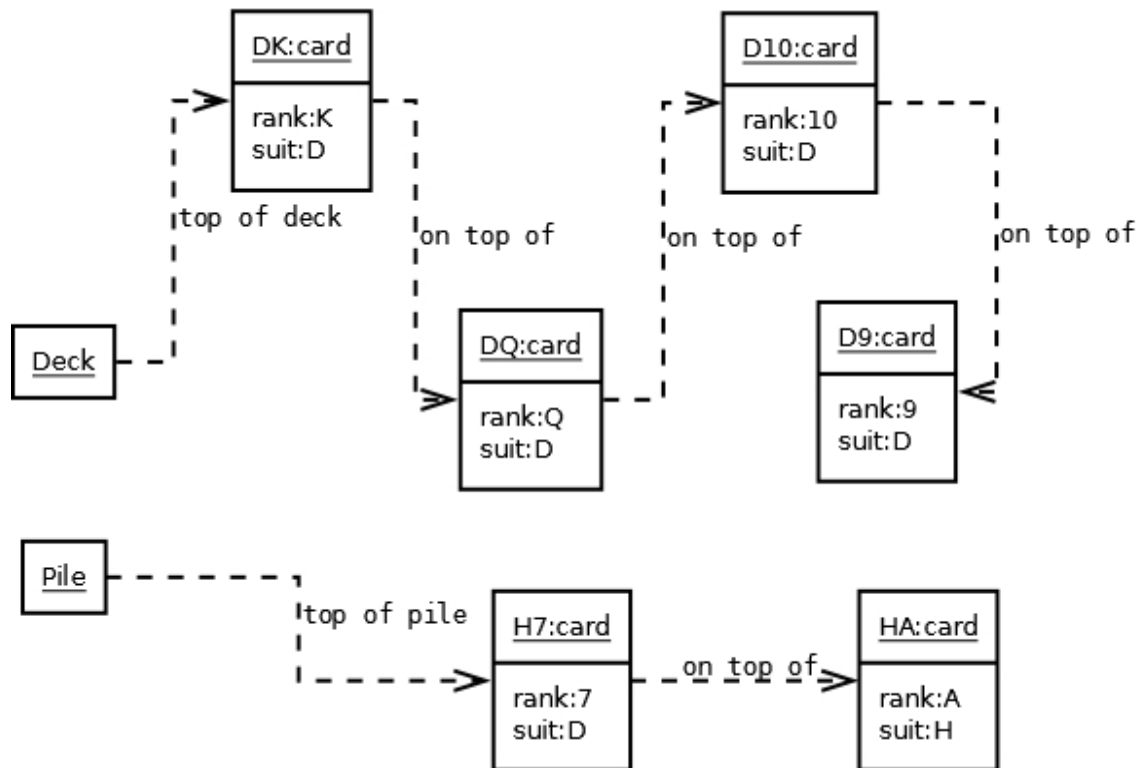 DK:card
rank:K
suit:D
D10:card
rank:10
suit:D
top of deck
on top of
on top of
on top of
Deck
DQ:card
rank:Q
suit:D
D9:card
rank:9
suit:D
Pile
top of pile
H7:card
rank:7
suit:D
on top of
HA:card
rank:A
suit:H